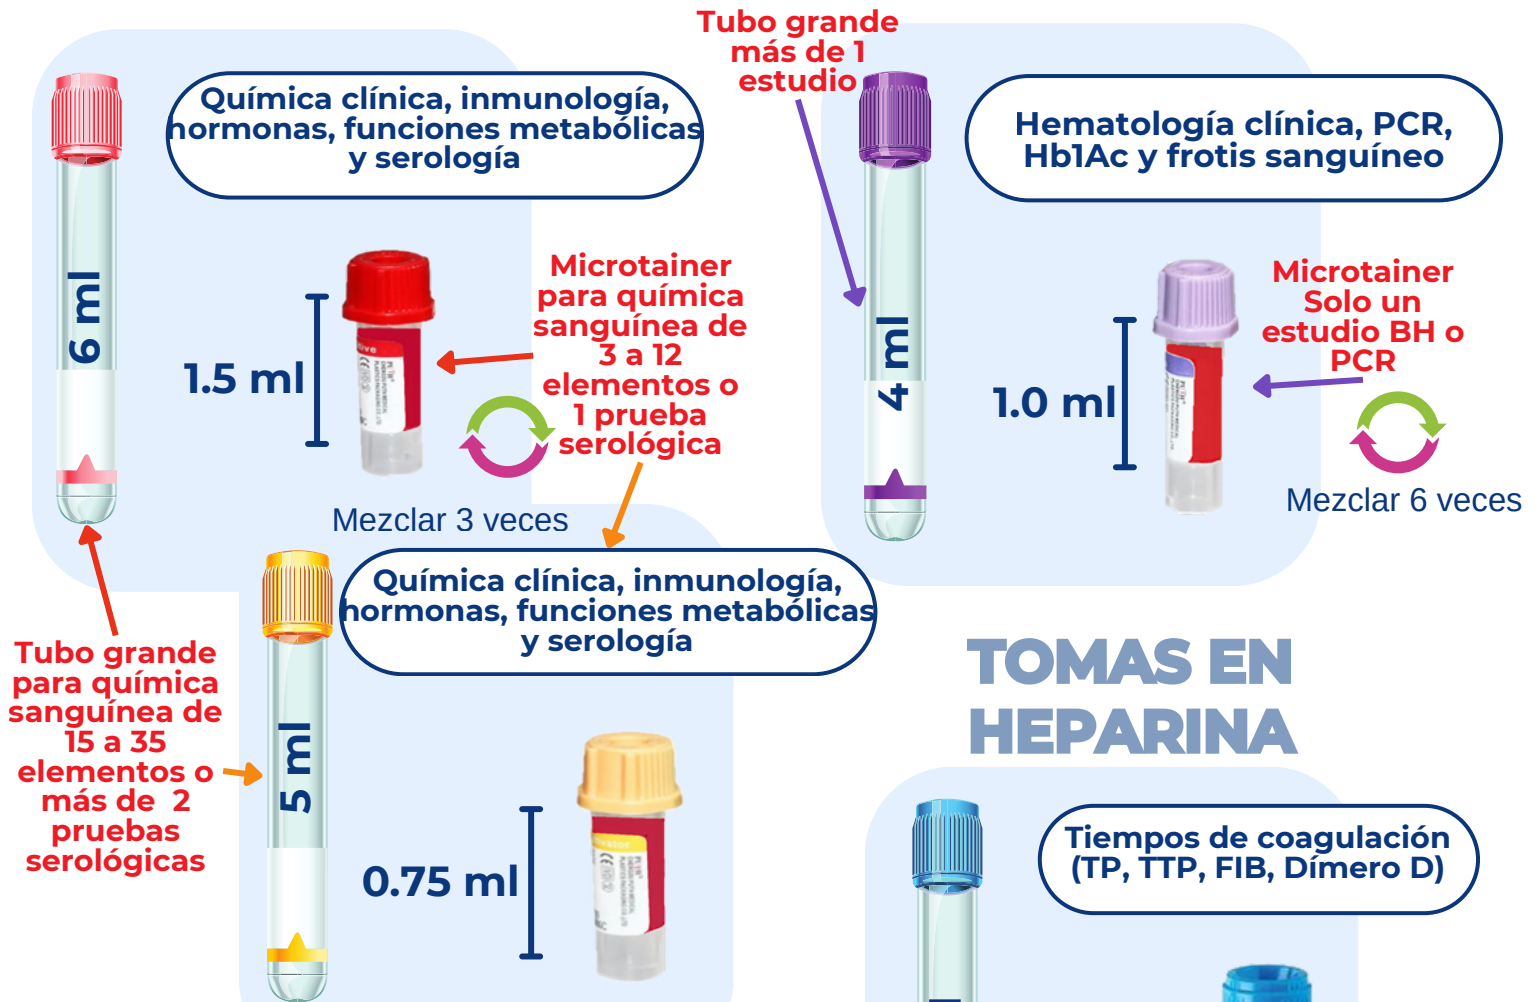 Tubo grande
más de 1
estudio
Química clínica, inmunología,
hormonas, funciones metabólicas
y serología
Hematología clínica, PCR,
Hb1Ac y frotis sanguíneo
6 ml
1.5 ml
Microtainer
para química
sanguínea de
3 a 12
elementos o
1 prueba
serológica
Mezclar 3 veces
4 ml
1.0 ml
Microtainer
Solo un
estudio BH o
PCR
Mezclar 6 veces
Química clínica, inmunología,
hormonas, funciones metabólicas
y serología
Tubo grande
para química
sanguínea de
15 a 35
elementos o
más de 2
pruebas
serológicas
5 ml
0.75 ml
TOMAS EN
HEPARINA
Tiempos de coagulación
(TP, TTP, FIB, Dímero D)